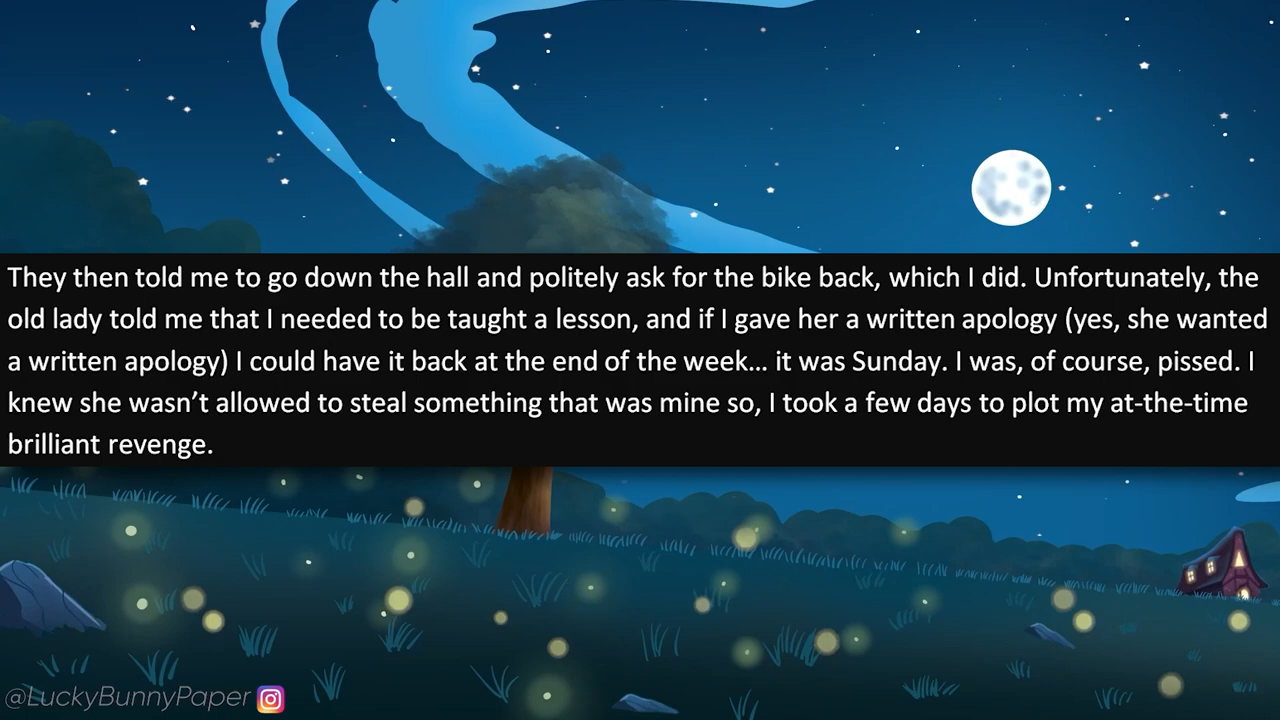 They then told me to go down the hall and politely ask for the bike back, which I did. Unfortunately, the
old lady told me that I needed to be taught a lesson, and if I gave her a written apology (yes, she wanted
a written apology) I could have it back at the end of the week... it was Sunday. I was, of course, pissed. I
knew she wasn’t allowed to steal something that was mine so, I took a few days to plot my at-the-time
brilliant revenge.
@LuckyBunnyPaper